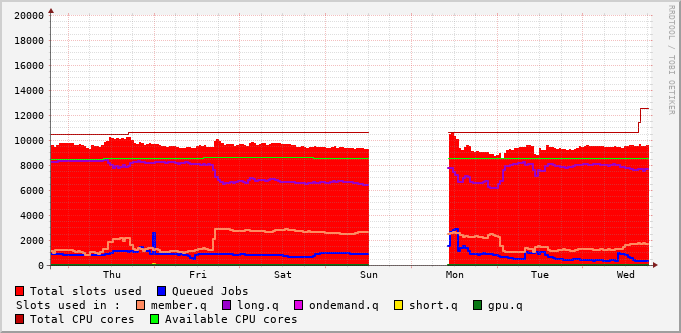 20000
18000
16000
14000
12000
10000
8000
6000
4000
2000
0
Thu Fri Sat Sun Mon Tue Wed
Total slots used Queued Jobs
Slots used in : member.q long.q ondemand.q short.q gpu.q
Total CPU cores Available CPU cores
RRDTOOL / TOBI OETIKER